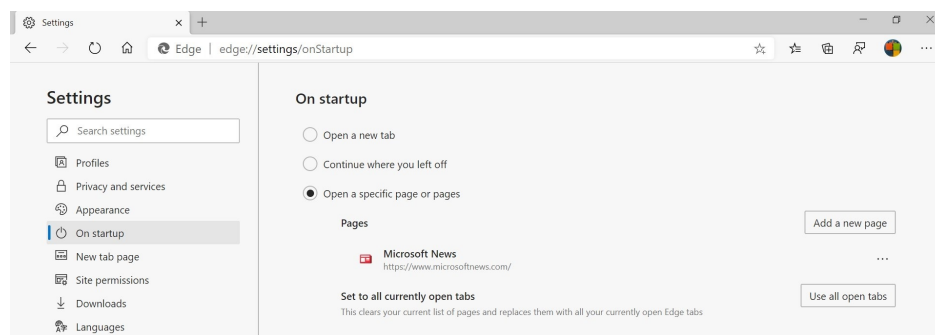 Settings
Edge | edge://settings/onStartup
Settings
Search settings
Profiles
Privacy and services
Appearance
On startup
New tab page
Site permissions
Downloads
Languages
On startup
Open a new tab
Continue where you left off
Open a specific page or pages
Pages
Add a new page
Microsoft News
https://www.microsoftnews.com/
Set to all currently open tabs
Use all open tabs
This clears your current list of pages and replaces them with all your currently open Edge tabs